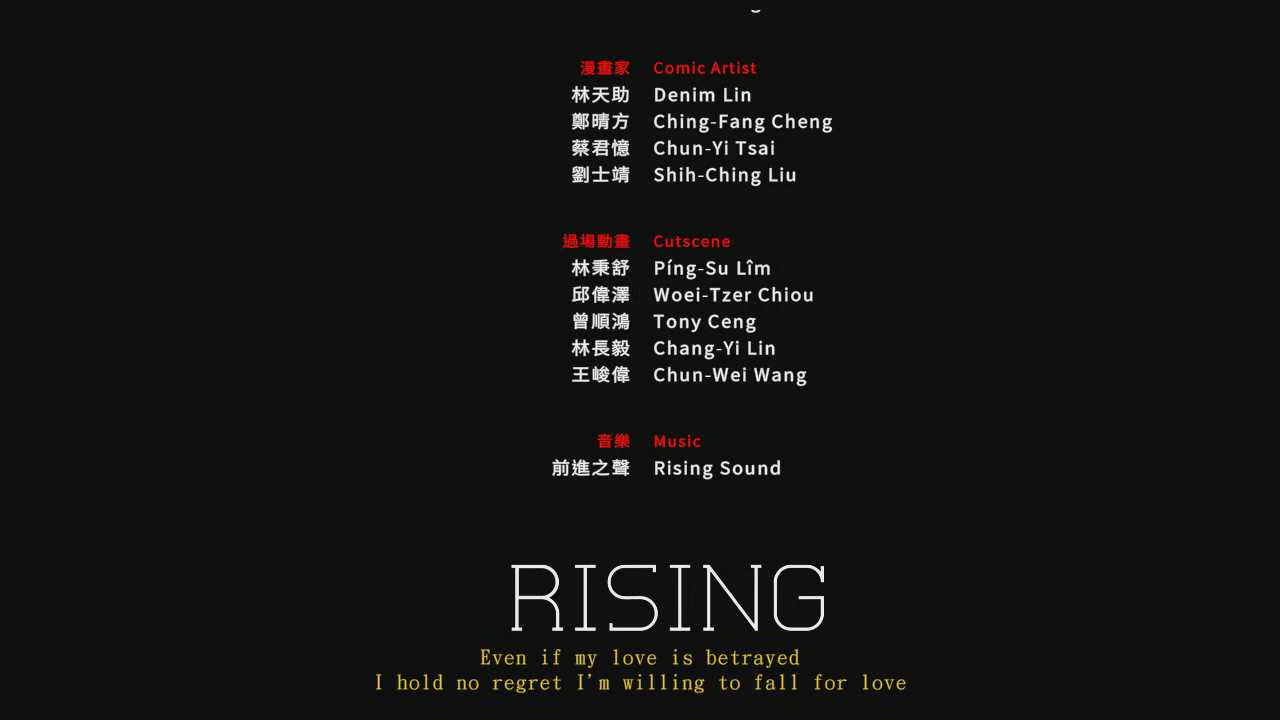 漫畫家 Comic Artist
林天助 Denim Lin
鄭晴方 Ching-Fang Cheng
蔡君憶 Chun-Yi Tsai
劉士靖 Shih-Ching Liu
過場動畫 Cutscene
林秉舒 Píng-Su Lîm
邱偉澤 Woei-Tzer Chiou
曾順鴻 Tony Ceng
林長毅 Chang-Yi Lin
王峻偉 Chun-Wei Wang
音樂 Music
前進之聲 Rising Sound
RISING
Even if my love is betrayed
I hold no regret I'm willing to fall for love